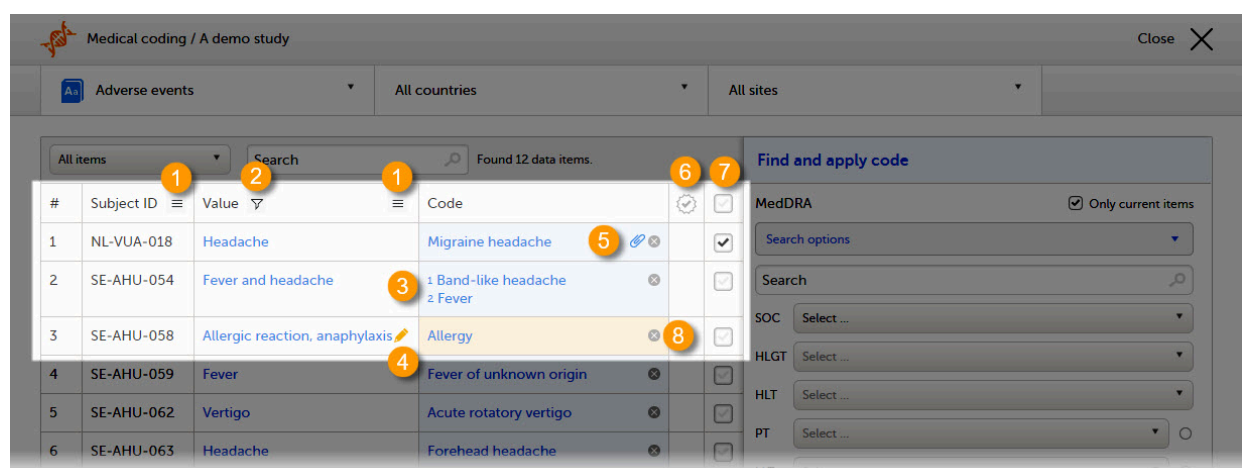 Medical coding / A demo study
Close
Aa Adverse events
All countries
All sites
All items
Search
Found 12 data items.
Find and apply code
1
2
1
6
7
# Subject ID Value Code
MedDRA
Only current items
1 NL-VUA-018 Headache Migraine headache
5
Search options
2 SE-AHU-054 Fever and headache
3
1 Band-like headache
2 Fever
Search
SOC Select ...
3 SE-AHU-058 Allergic reaction, anaphylaxis Allergy
8
HLGT Select ...
4
4 SE-AHU-059 Fever Fever of unknown origin
HLT Select ...
5 SE-AHU-062 Vertigo Acute rotatory vertigo
PT Select ...
6 SE-AHU-063 Headache Forehead headache